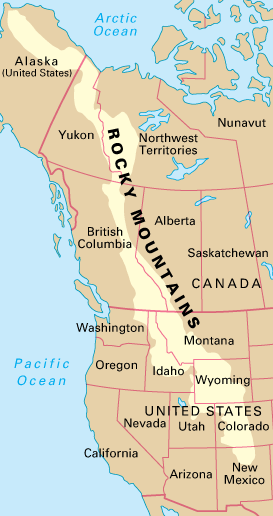 Arctic
Ocean
Alaska
(United States)
Yukon
Northwest
Territories
Nunavut
ROCKY MOUNTAINS
British
Columbia
Alberta
Saskatchewan
CANADA
Washington
Montana
Pacific
Ocean
Oregon
Idaho
Wyoming
UNITED STATES
Nevada
Utah
Colorado
California
Arizona
New
Mexico